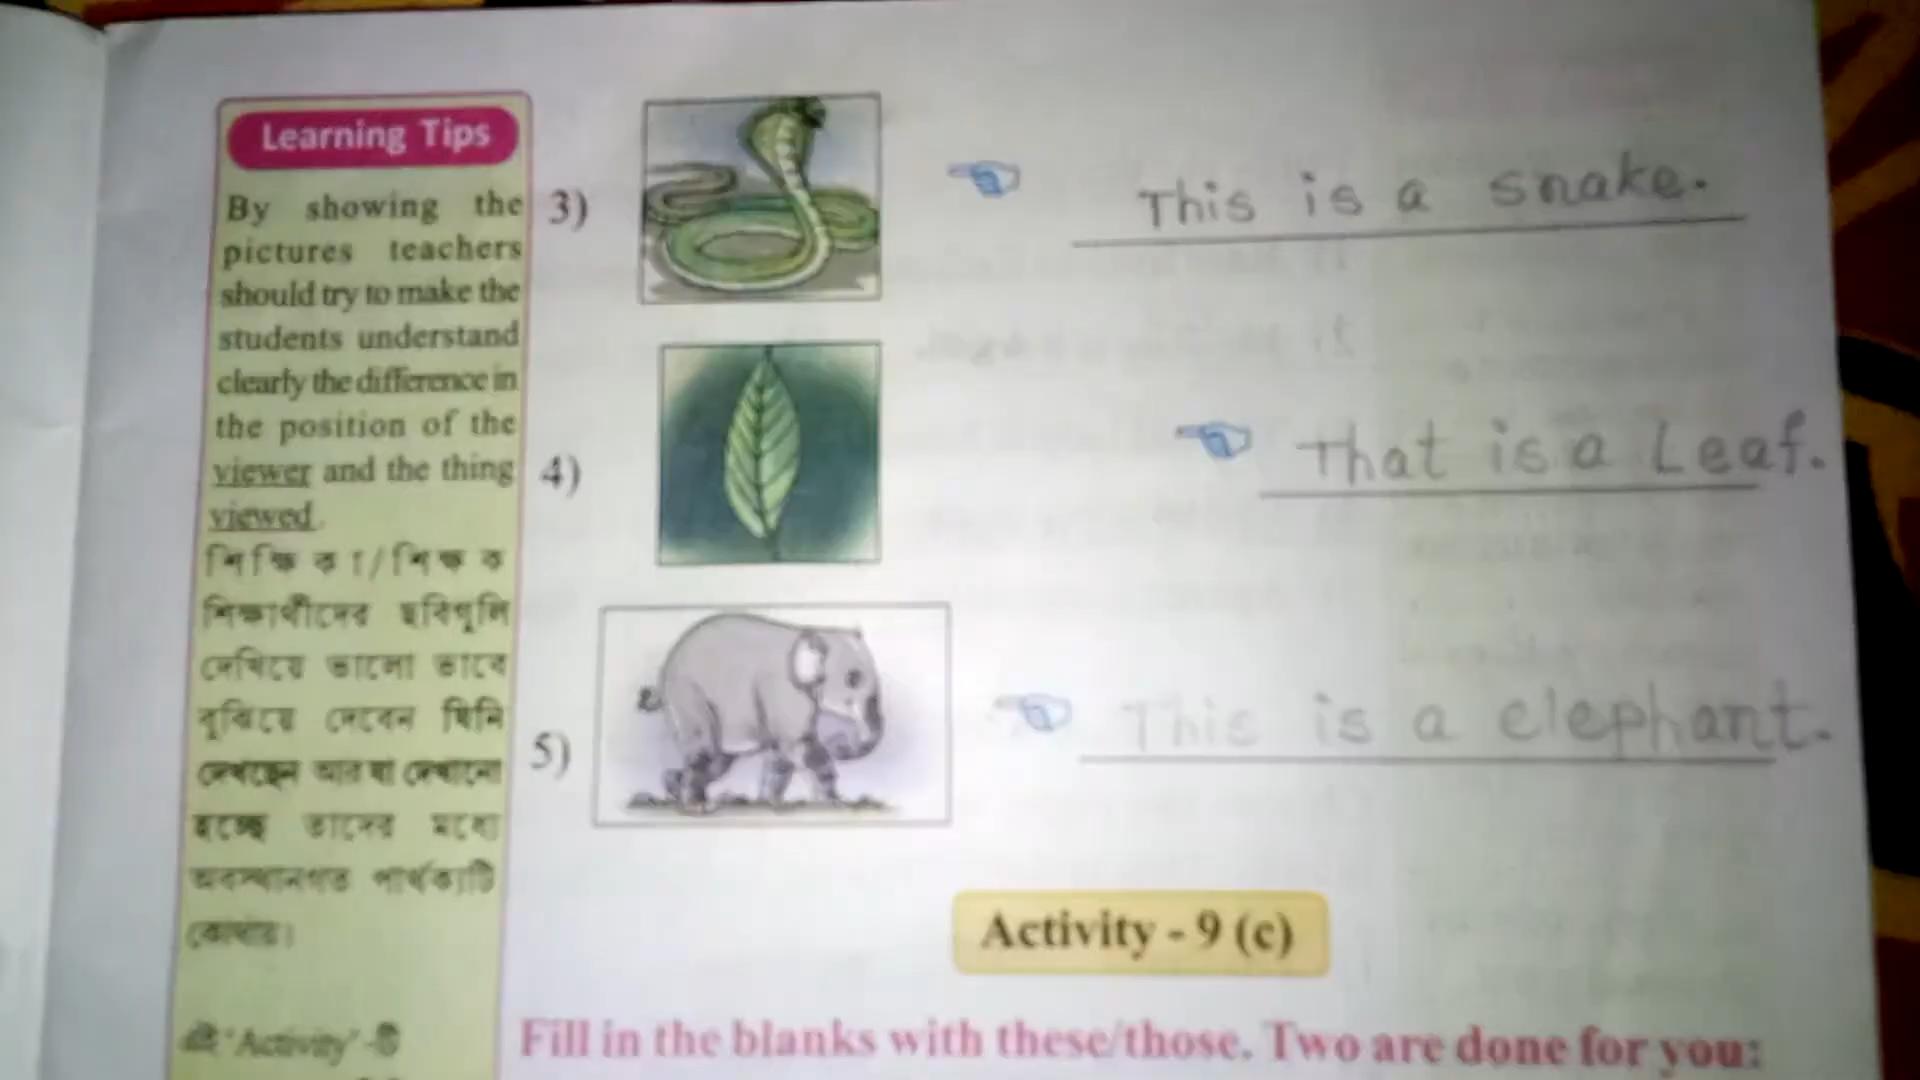 Learning Tips
By showing the
pictures teachers
should try to make the
students understand
clearly the difference in
the position of the
viewer and the thing
viewed.
শিক্ষিকা/শিক্ষক
শিক্ষার্থীদের ছবিগুলি
দেখিয়ে ভালো ভাবে
বুঝিয়ে দেবেন যিনি
দেখছেন আর যা দেখানো
হচ্ছে তাদের মধ্যে
অবস্থানগত পার্থক্যটি
কোথায়।
এই 'Activity'-টি
3)
This is a snake.
4)
That is a Leaf.
5)
This is a elephant.
Activity - 9 (c)
Fill in the blanks with these/those. Two are done for you: